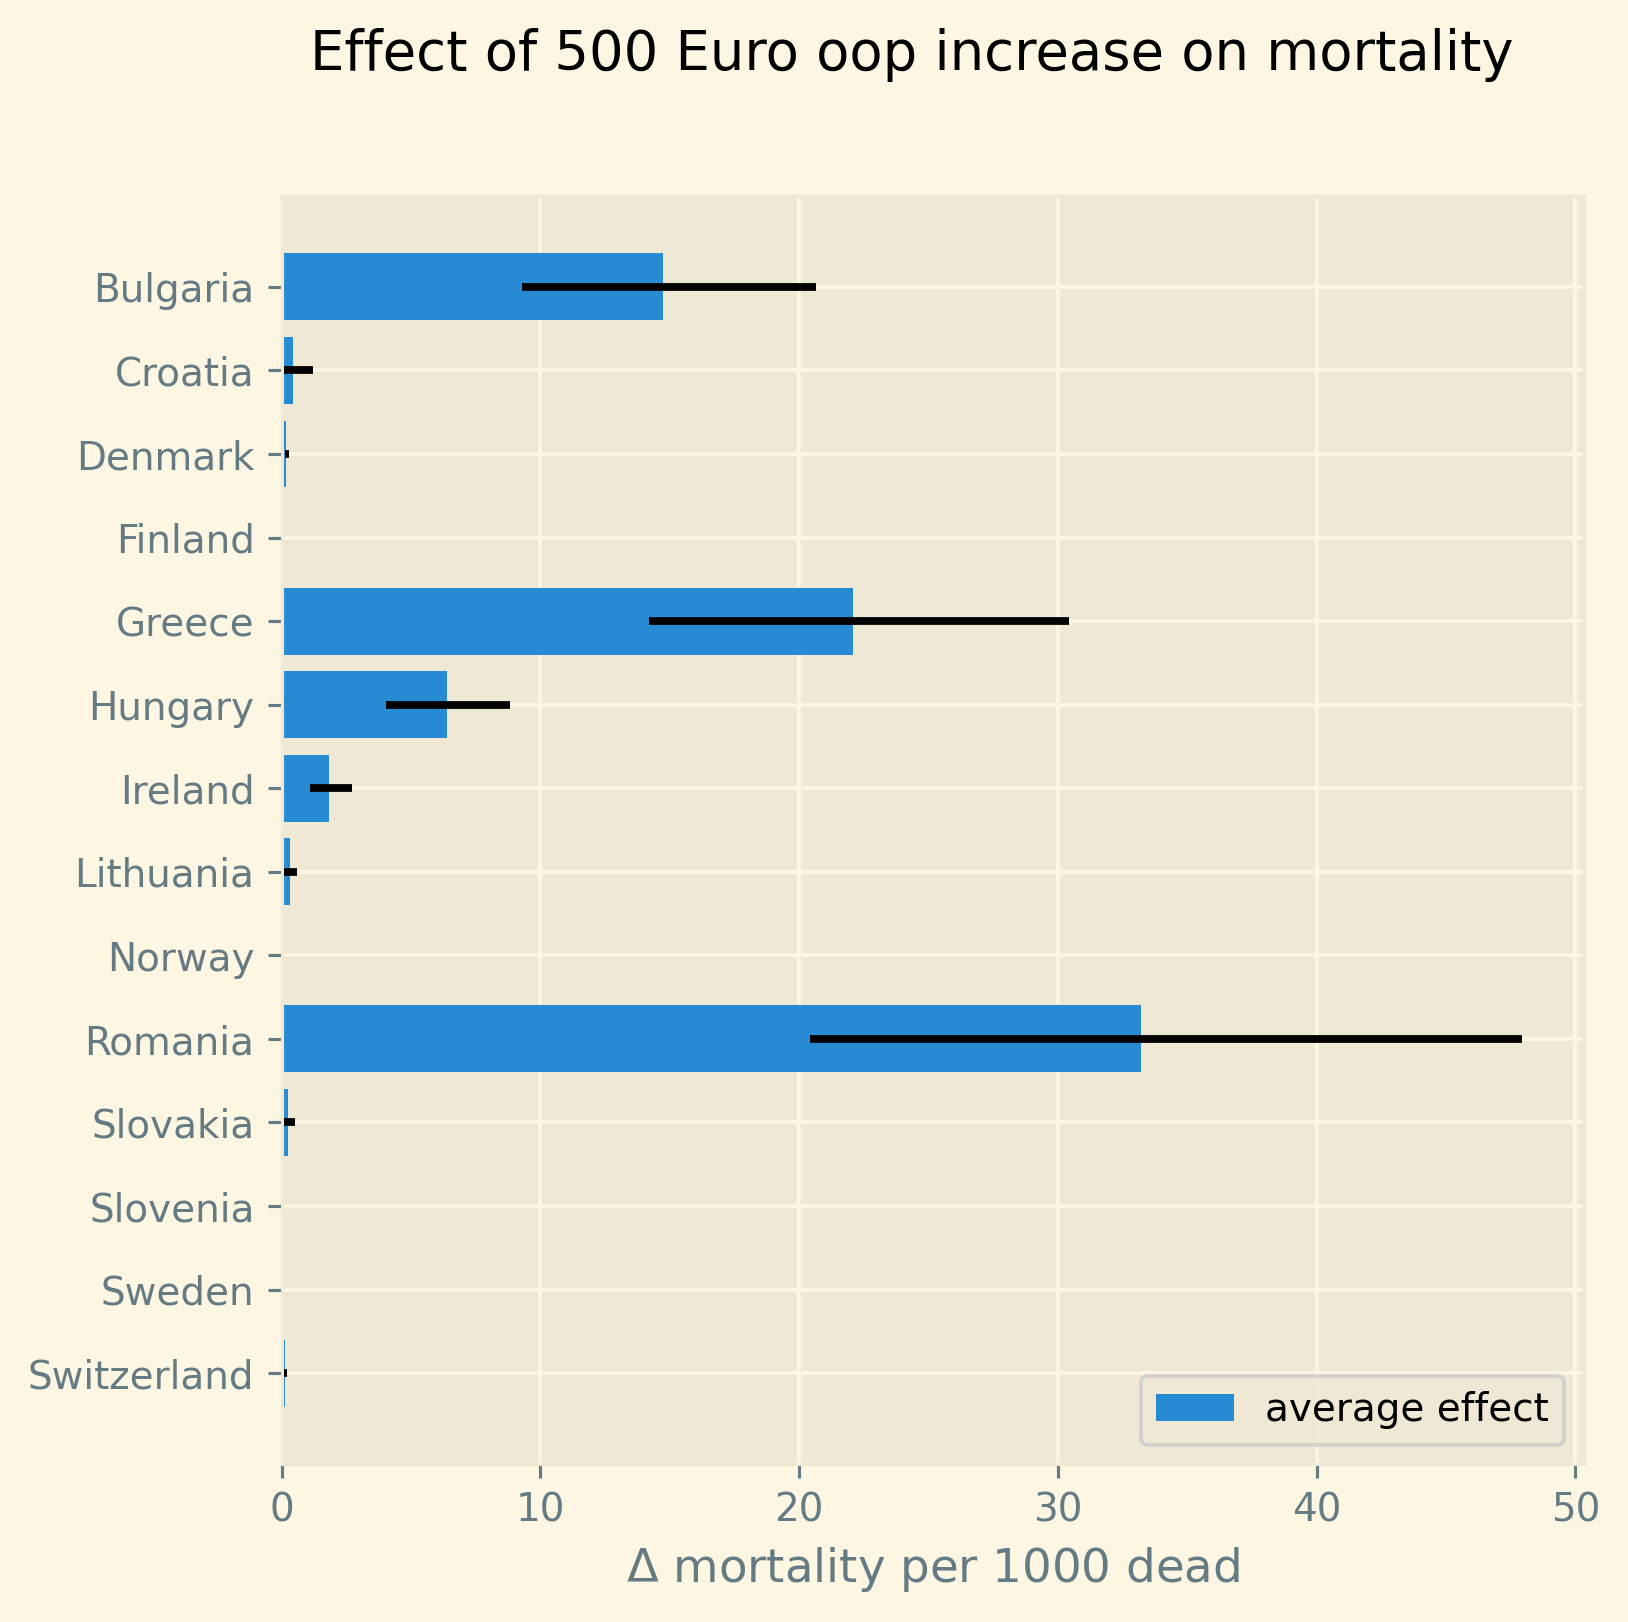 Effect of 500 Euro oop increase on mortality
Bulgaria
Croatia
Denmark
Finland
Greece
Hungary
Ireland
Lithuania
Norway
Romania
Slovakia
Slovenia
Sweden
Switzerland
average effect
0 10 20 30 40 50
Δ mortality per 1000 dead